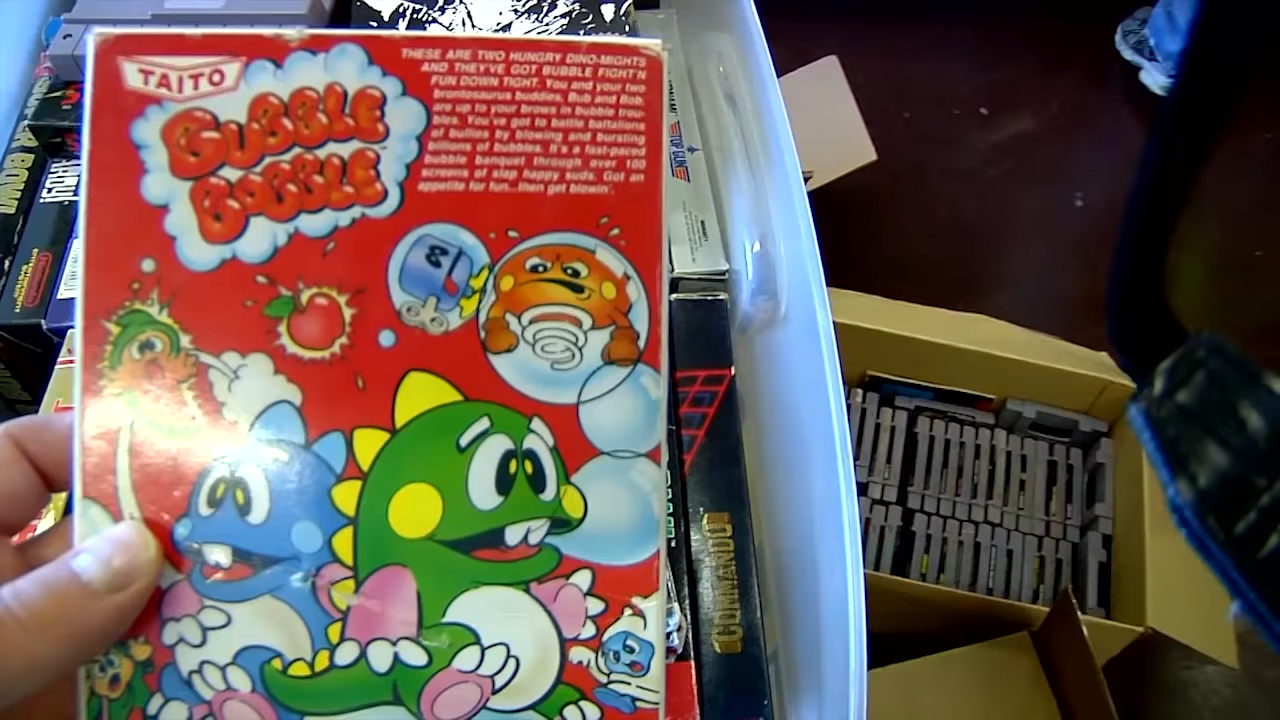 TAITO
BUBBLE
BOBBLE
THESE ARE TWO HUNGRY DINO-MIGHTS
AND THEY'VE GOT BUBBLE FIGHT'N
FUN DOWN TIGHT. You and your two
brontosaurus buddies, Bub and Bob,
are up to your brows in bubble trou-
bles. You've got to battle battalions
of bullies by blowing and bursting
billions of bubbles. It's a fast-paced
bubble banquet through over 100
screens of slap happy suds. Got an
appetite for fun...then get blowin'.
TOP GUN
COMMANDO
Nintendo
ENTERTAINMENT
SYSTEM